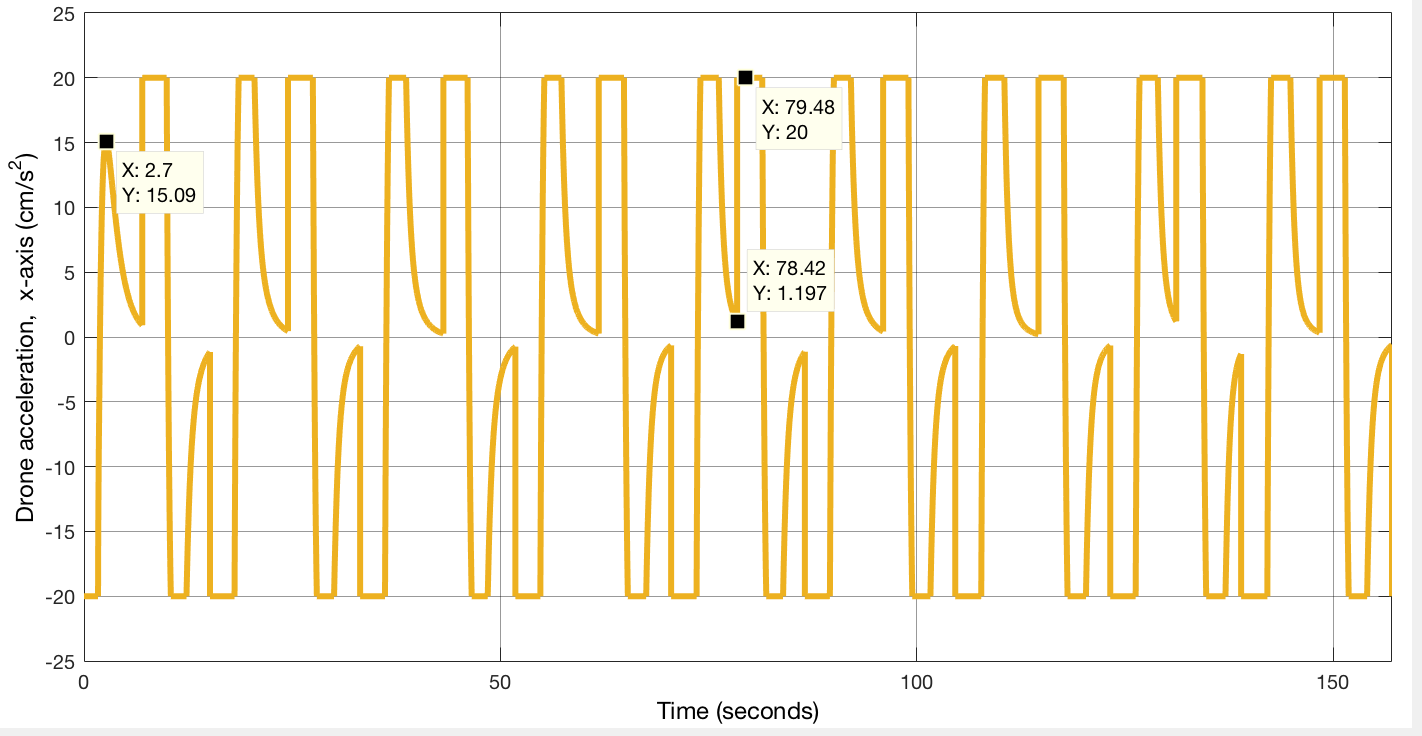 25
20
15
10
5
0
-5
-10
-15
-20
-25
Drone acceleration, x-axis (cm/s²)
X: 2.7
Y: 15.09
X: 79.48
Y: 20
X: 78.42
Y: 1.197
0
50
100
150
Time (seconds)